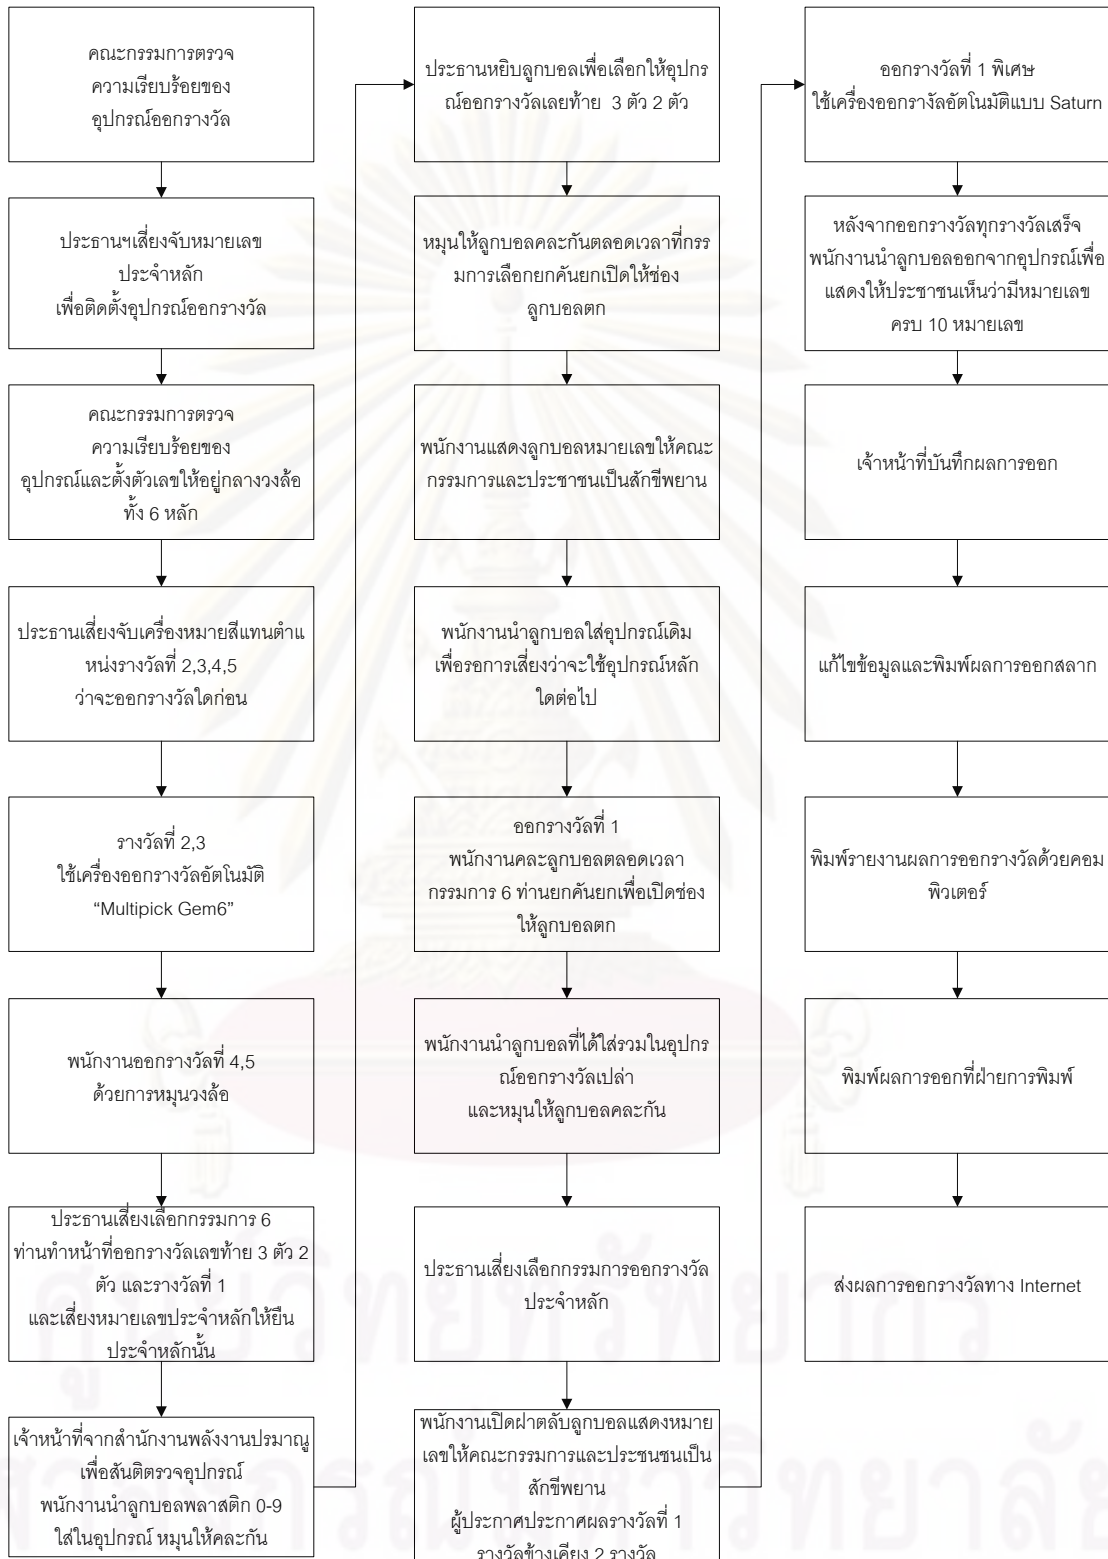 คณะกรรมการตรวจ
ความเรียบร้อยของ
อุปกรณ์ออกรางวัล
ประธานฯเสี่ยงจับหมายเลข
ประจำหลัก
เพื่อติดตั้งอุปกรณ์ออกรางวัล
คณะกรรมการตรวจ
ความเรียบร้อยของ
อุปกรณ์และตั้งตัวเลขให้อยู่กลางวงล้อ
ทั้ง 6 หลัก
ประธานเสี่ยงจับเครื่องหมายสีแทนตำแ
หน่งรางวัลที่ 2,3,4,5
ว่าจะออกรางวัลใดก่อน
รางวัลที่ 2,3
ใช้เครื่องออกรางวัลอัตโนมัติ
“Multipick Gem6”
พนักงานออกรางวัลที่ 4,5
ด้วยการหมุนวงล้อ
ประธานเสี่ยงเลือกกรรมการ 6
ท่านทำหน้าที่ออกรางวัลเลขท้าย 3 ตัว 2
ตัว และรางวัลที่ 1
และเสี่ยงหมายเลขประจำหลักให้ยืน
ประจำหลักนั้น
เจ้าหน้าที่จากสำนักงานพลังงานปรมาณู
เพื่อสันติตรวจอุปกรณ์
พนักงานนำลูกบอลพลาสติก 0-9
ใส่ในอุปกรณ์ หมุนให้คละกัน
ประธานหยิบลูกบอลเพื่อเลือกให้อุปกร
ณ์ออกรางวัลเลยท้าย 3 ตัว 2 ตัว
หมุนให้ลูกบอลคละกันตลอดเวลาที่กรร
มการเลือกยกคันยกเปิดให้ช่อง
ลูกบอลตก
พนักงานแสดงลูกบอลหมายเลขให้คณะ
กรรมการและประชาชนเป็นสักขีพยาน
พนักงานนำลูกบอลใส่อุปกรณ์เดิม
เพื่อรอการเสี่ยงว่าจะใช้อุปกรณ์หลัก
ใดต่อไป
ออกรางวัลที่ 1
พนักงานคละลูกบอลตลอดเวลา
กรรมการ 6 ท่านยกคันยกเพื่อเปิดช่อง
ให้ลูกบอลตก
พนักงานนำลูกบอลที่ได้ใส่รวมในอุปกร
ณ์ออกรางวัลเปล่า
และหมุนให้ลูกบอลคละกัน
ประธานเสี่ยงเลือกกรรมการออกรางวัล
ประจำหลัก
พนักงานเปิดฝาตลับลูกบอลแสดงหมาย
เลขให้คณะกรรมการและประชนชนเป็น
สักขีพยาน
ผู้ประกาศประกาศผลรางวัลที่ 1
รางวัลข้างเคียง 2 รางวัล
ออกรางวัลที่ 1 พิเศษ
ใช้เครื่องออกรางัลอัตโนมัติแบบ Saturn
หลังจากออกรางวัลทุกรางวัลเสร็จ
พนักงานนำลูกบอลออกจากอุปกรณ์เพื่อ
แสดงให้ประชาชนเห็นว่ามีหมายเลข
ครบ 10 หมายเลข
เจ้าหน้าที่บันทึกผลการออก
แก้ไขข้อมูลและพิมพ์ผลการออกสลาก
พิมพ์รายงานผลการออกรางวัลด้วยคอม
พิวเตอร์
พิมพ์ผลการออกที่ฝ่ายการพิมพ์
ส่งผลการออกรางวัลทาง Internet
ศูนย์วิทยทรัพยากร